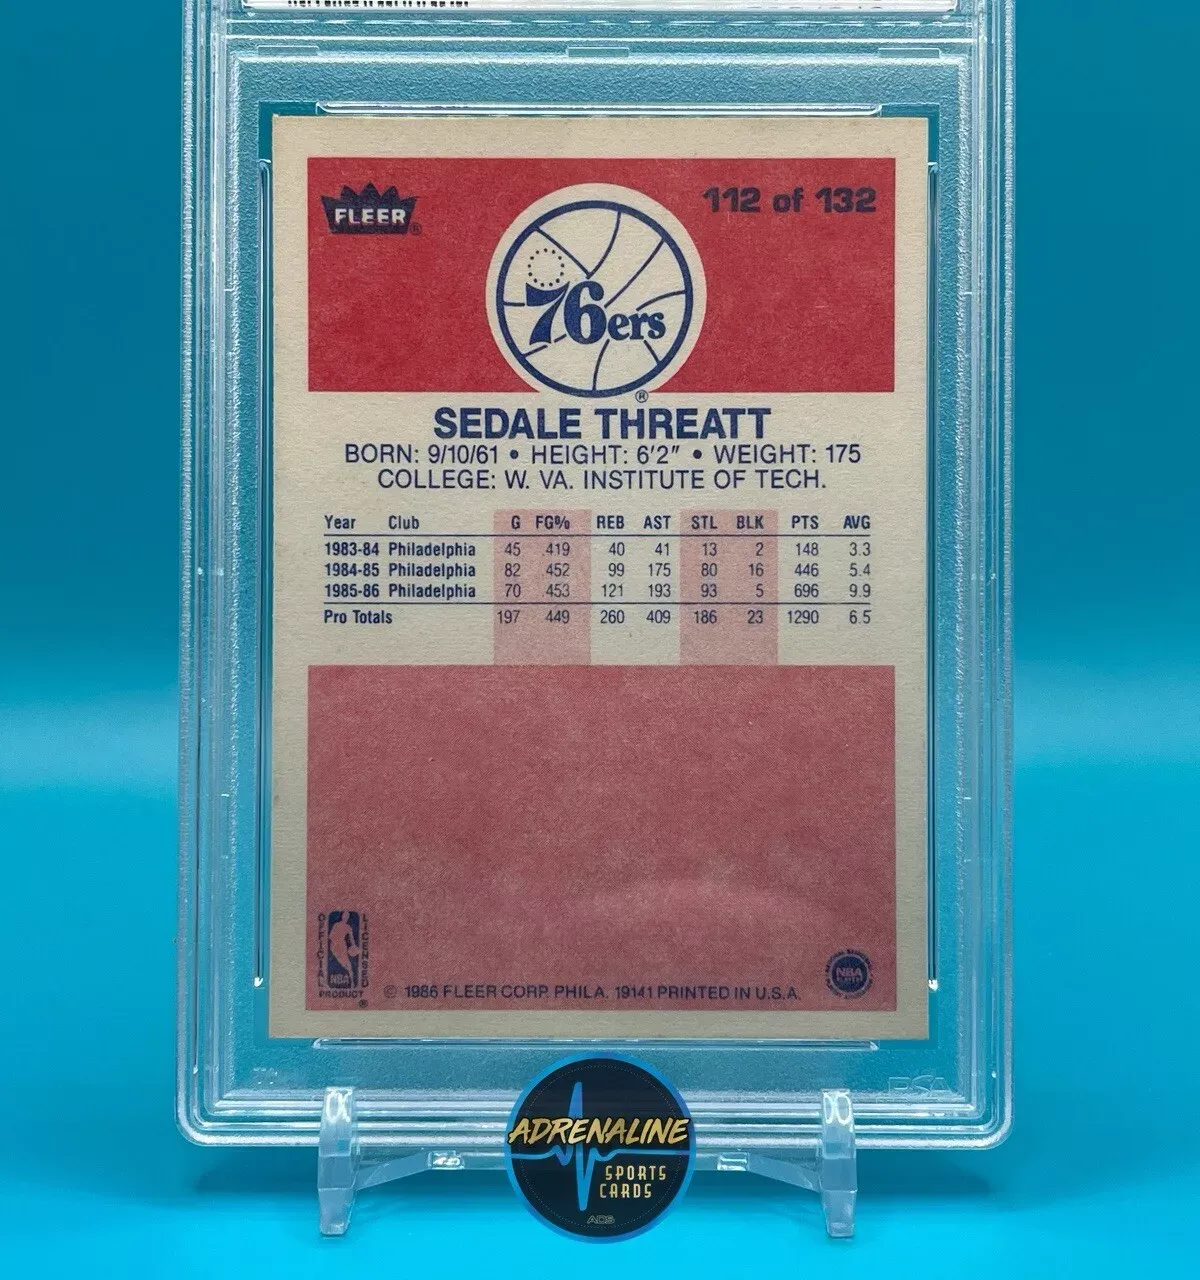 FLEER®
112 of 132
76ers
®
SEDALE THREATT
BORN: 9/10/61 • HEIGHT: 6'2" • WEIGHT: 175
COLLEGE: W. VA. INSTITUTE OF TECH.
Year Club G FG% REB AST STL BLK PTS AVG
1983-84 Philadelphia 45 .419 40 41 13 2 148 3.3
1984-85 Philadelphia 82 .452 99 175 80 16 446 5.4
1985-86 Philadelphia 70 .453 121 193 93 5 696 9.9
Pro Totals 197 .449 260 409 186 23 1290 6.5
OFFICIAL
LICENSED
NBA
PRODUCT
®
NBA
© 1986 FLEER CORP. PHILA. 19141 PRINTED IN U.S.A.
PSA
ADRENALINE
SPORTS
CARDS
ADS